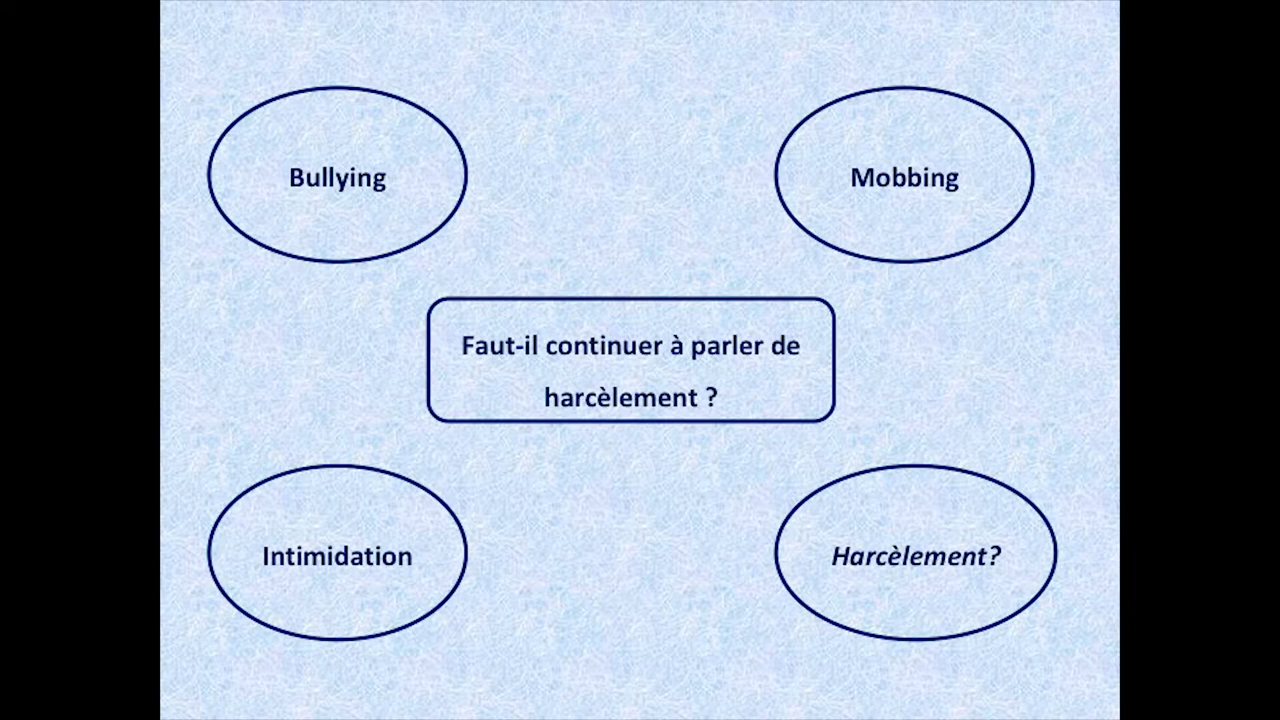 Bullying
Mobbing
Faut-il continuer à parler de
harcèlement ?
Intimidation
Harcèlement?